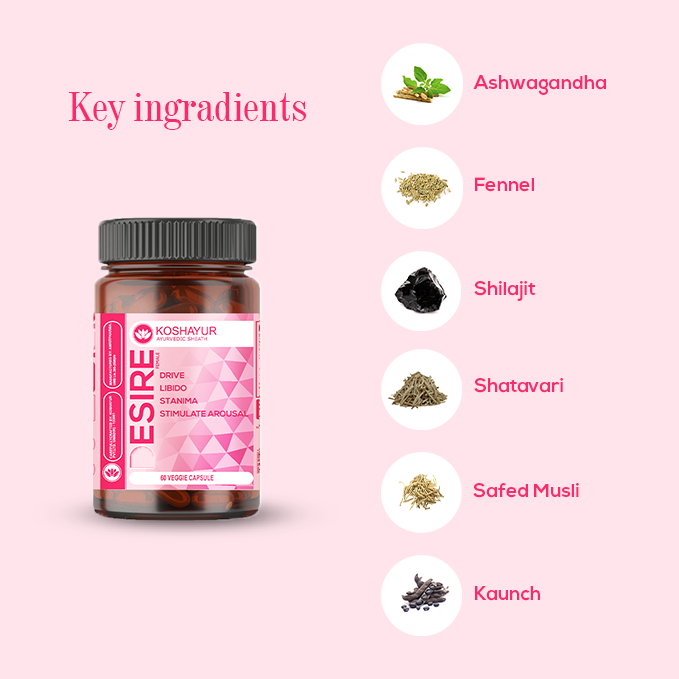 Key ingradients
Ashwagandha
Fennel
Shilajit
Shatavari
Safed Musli
Kaunch
KOSHAYUR
AYURVEDIC SHEATH
DESIRE
FEMALE
DRIVE
LIBIDO
STANIMA
STIMULATE AROUSAL
60 VEGGIE CAPSULE